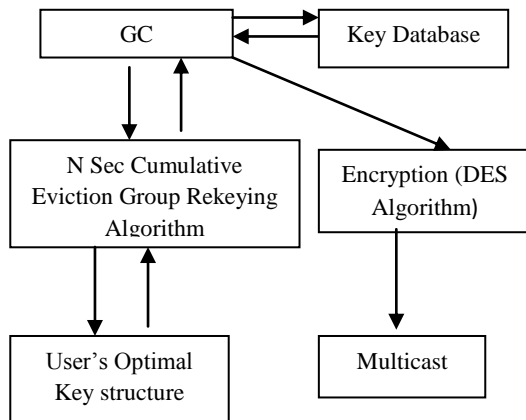 GC
Key Database
N Sec Cumulative
Eviction Group Rekeying
Algorithm
Encryption (DES
Algorithm)
User's Optimal
Key structure
Multicast